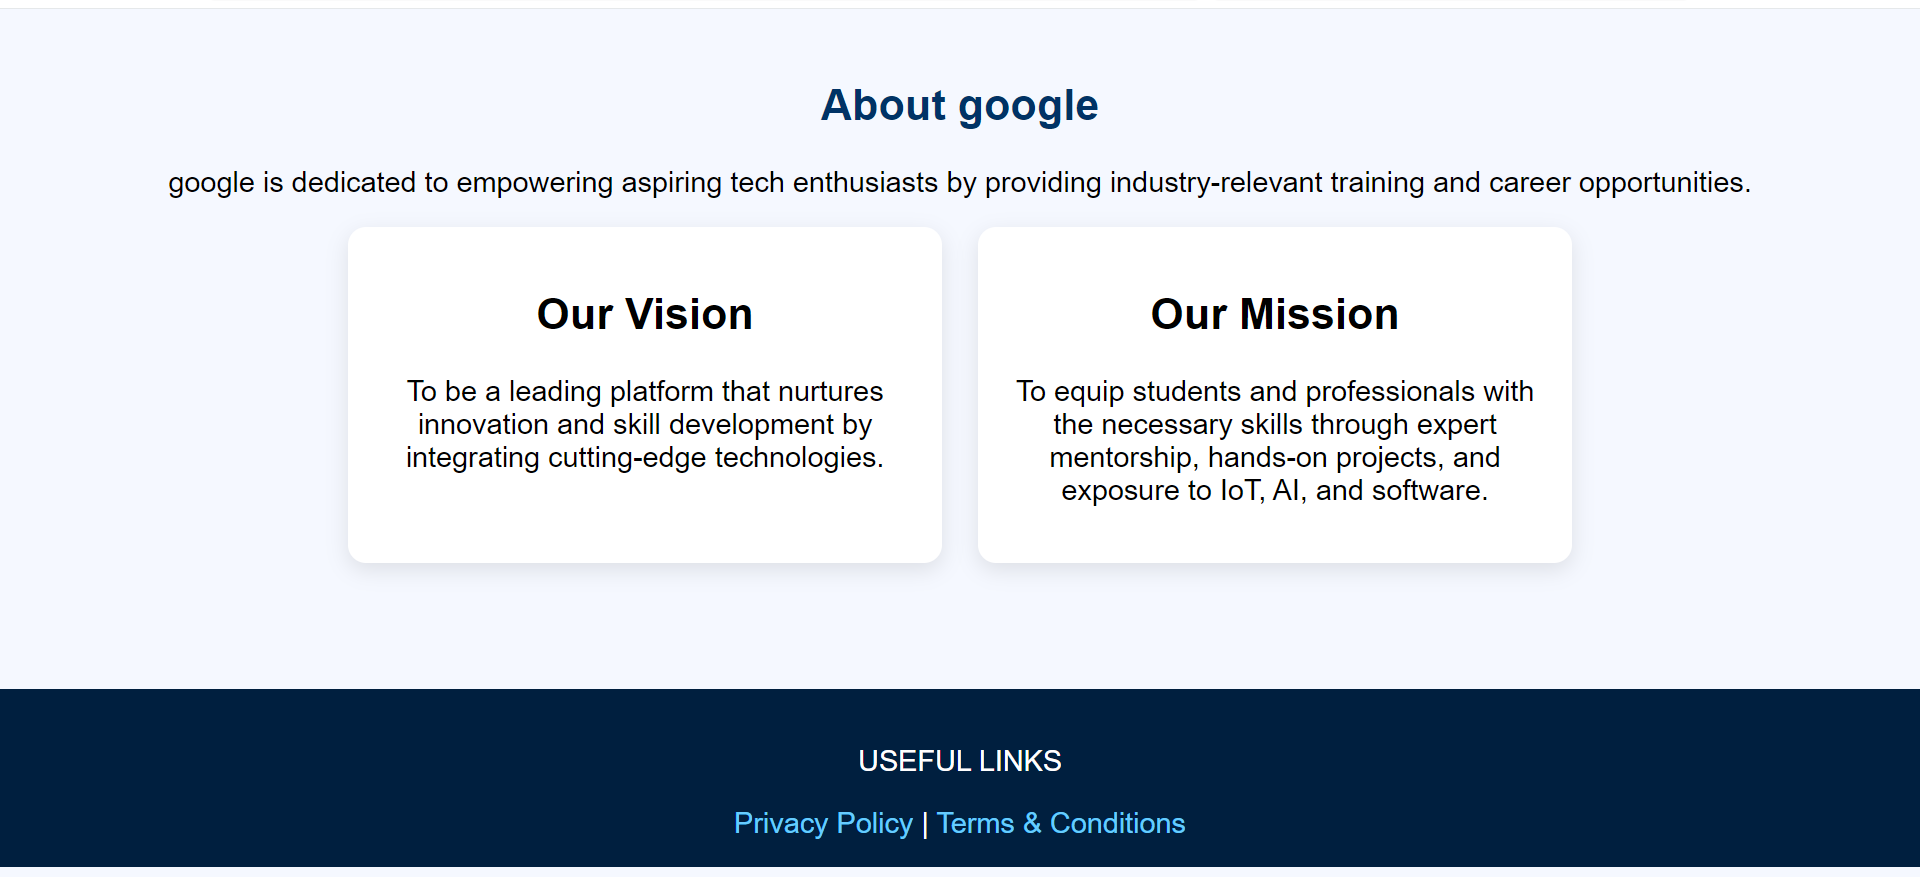 About google
google is dedicated to empowering aspiring tech enthusiasts by providing industry-relevant training and career opportunities.
Our Vision
To be a leading platform that nurtures
innovation and skill development by
integrating cutting-edge technologies.
Our Mission
To equip students and professionals with
the necessary skills through expert
mentorship, hands-on projects, and
exposure to IoT, AI, and software.
USEFUL LINKS
Privacy Policy | Terms & Conditions